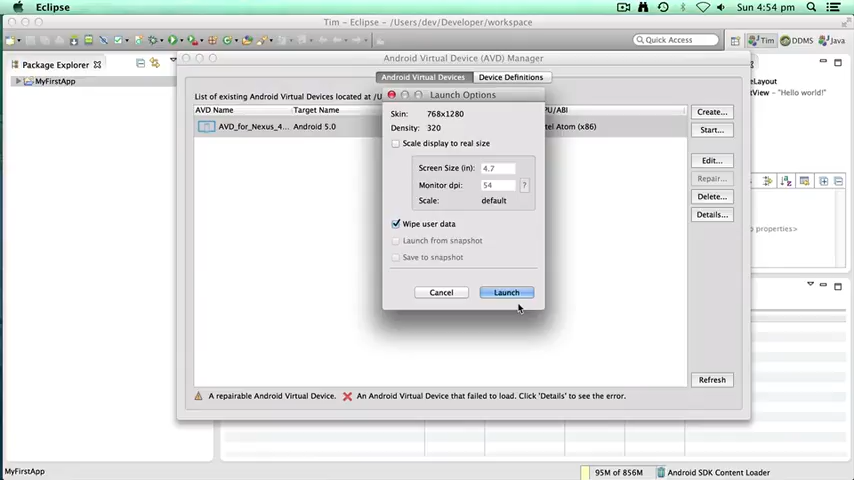 Eclipse
Sun 4:54 pm
Tim - Eclipse - /Users/dev/Developer/workspace
Quick Access
Tim
DDMS
Java
Package Explorer
MyFirstApp
Android Virtual Device (AVD) Manager
Android Virtual Devices
Device Definitions
List of existing Android Virtual Devices located at /U
AVD Name
Target Name
PU/ABI
AVD_for_Nexus_4...
Android 5.0
ntel Atom (x86)
Create...
Start...
Edit...
Repair...
Delete...
Details...
Refresh
Launch Options
Skin: 768x1280
Density: 320
Scale display to real size
Screen Size (in): 4.7
Monitor dpi: 54 ?
Scale: default
Wipe user data
Launch from snapshot
Save to snapshot
Cancel
Launch
A repairable Android Virtual Device.
An Android Virtual Device that failed to load. Click 'Details' to see the error.
eLayout
View - "Hello world!"
properties>
MyFirstApp
95M of 856M
Android SDK Content Loader